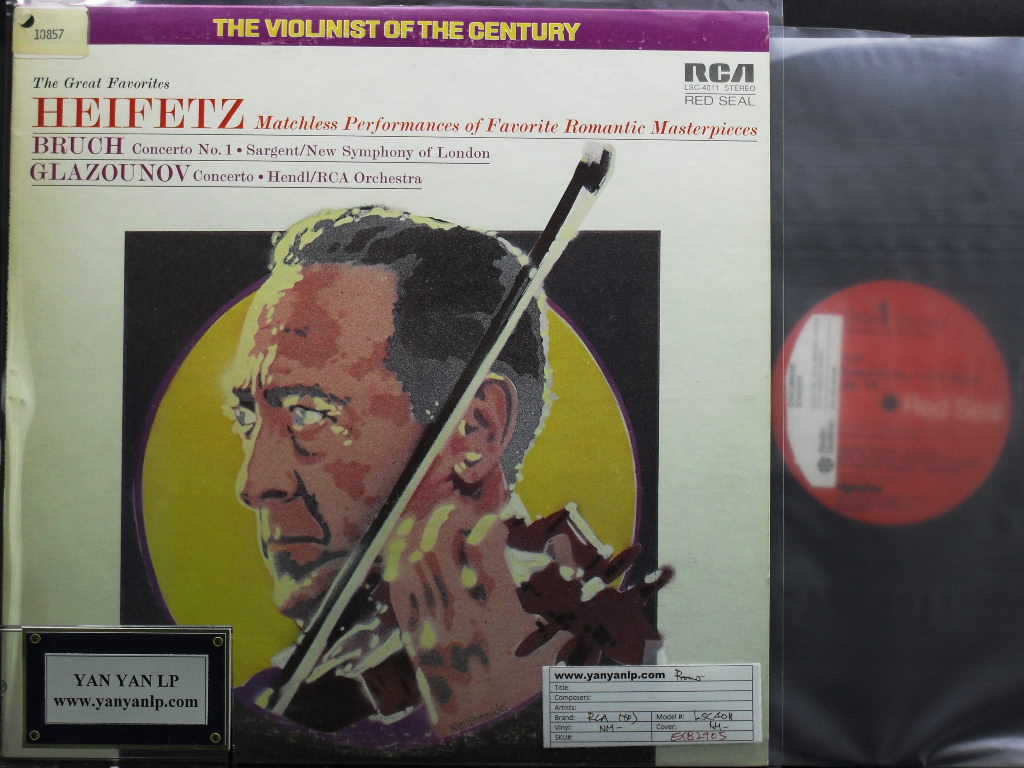 10857
THE VIOLINIST OF THE CENTURY
RCA
LSC-4011 STEREO
RED SEAL
The Great Favorites
HEIFETZ Matchless Performances of Favorite Romantic Masterpieces
BRUCH Concerto No. 1 • Sargent/New Symphony of London
GLAZOUNOV Concerto • Hendl/RCA Orchestra
1
Red Seal
YAN YAN LP
www.yanyanlp.com
www.yanyanlp.com Promo
Title:
Composers:
Artists:
Brand: RCA Model #: LSC4011
Vinyl: NM- Cover: NM-
SKU#: EX82905